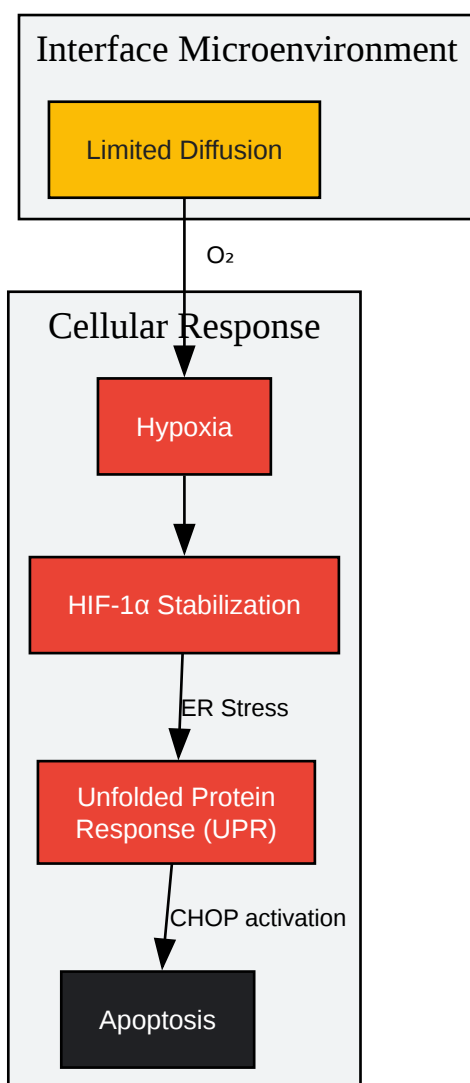 Interface Microenvironment
Limited Diffusion
O₂
Cellular Response
Hypoxia
HIF-1α Stabilization
ER Stress
Unfolded Protein
Response (UPR)
CHOP activation
Apoptosis